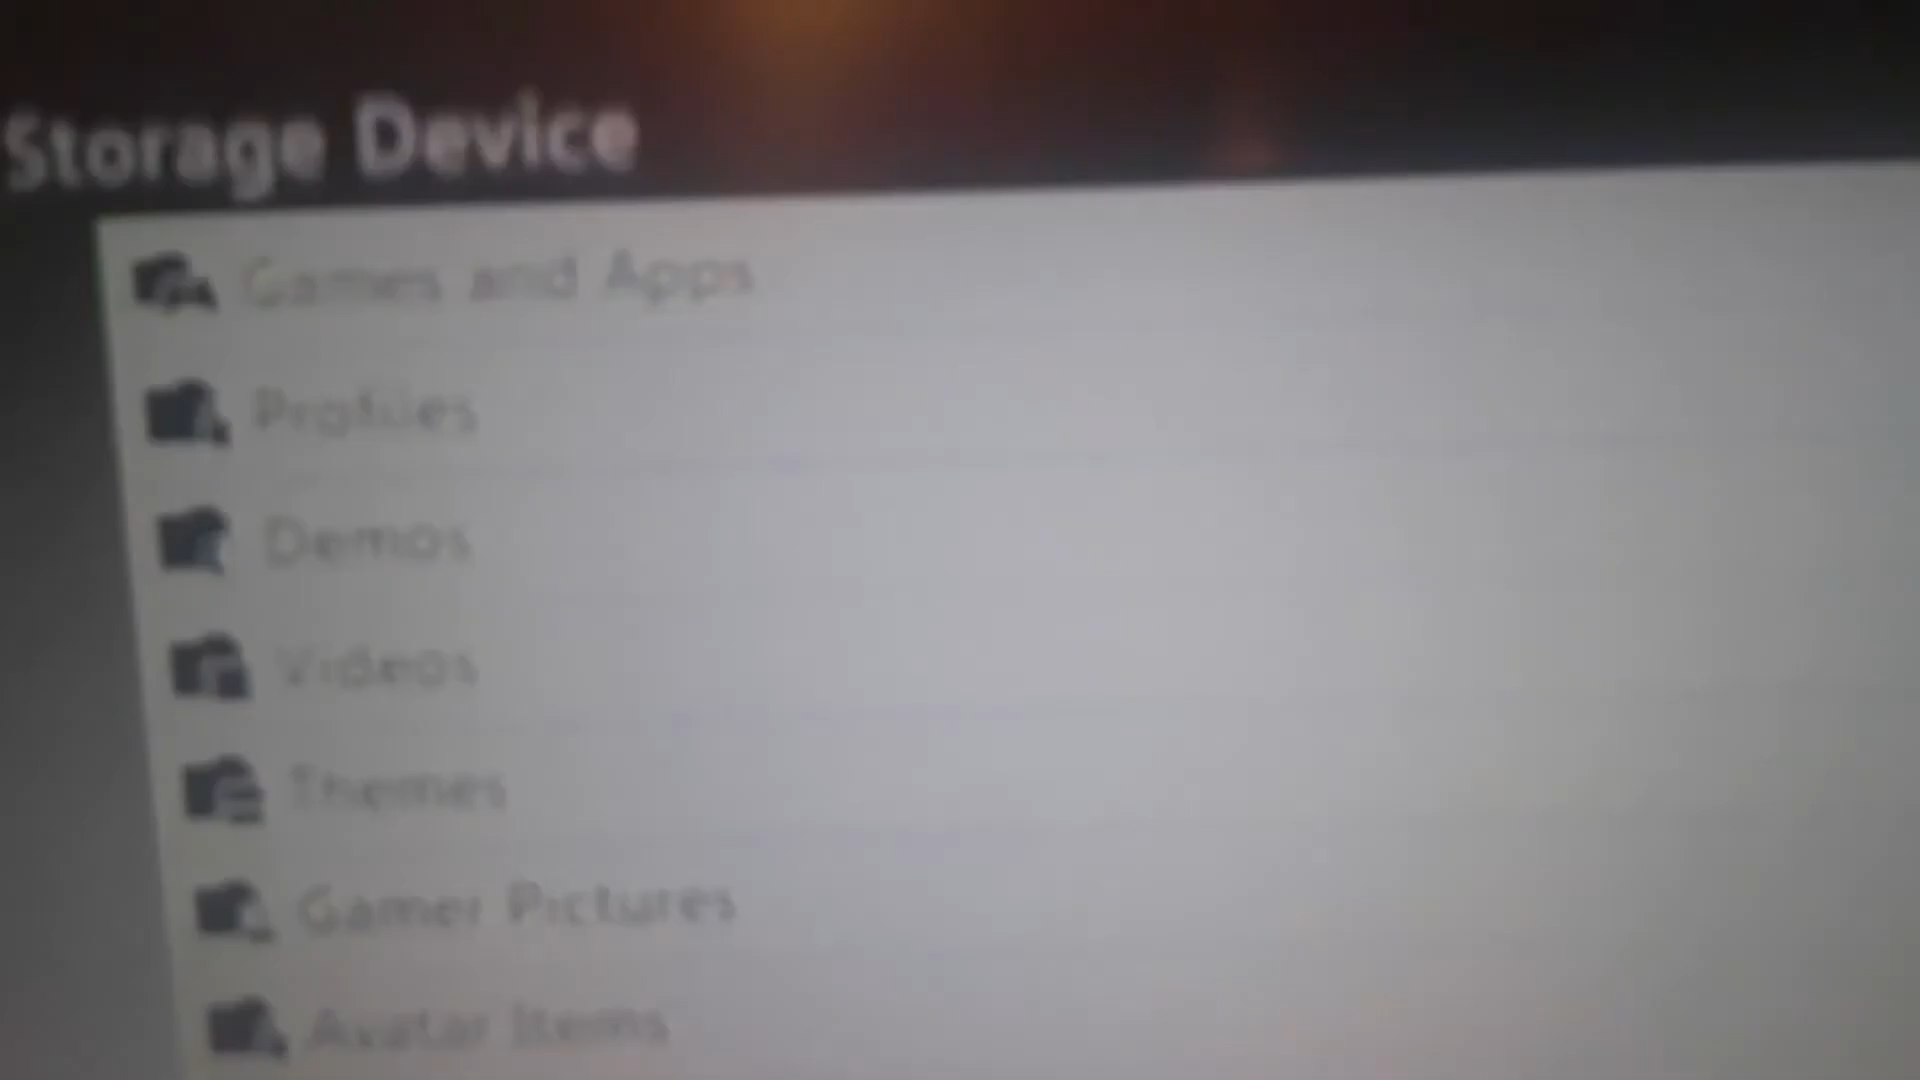 Storage Device
Games and Apps
Profiles
Demos
Videos
Themes
Gamer Pictures
Avatar Items